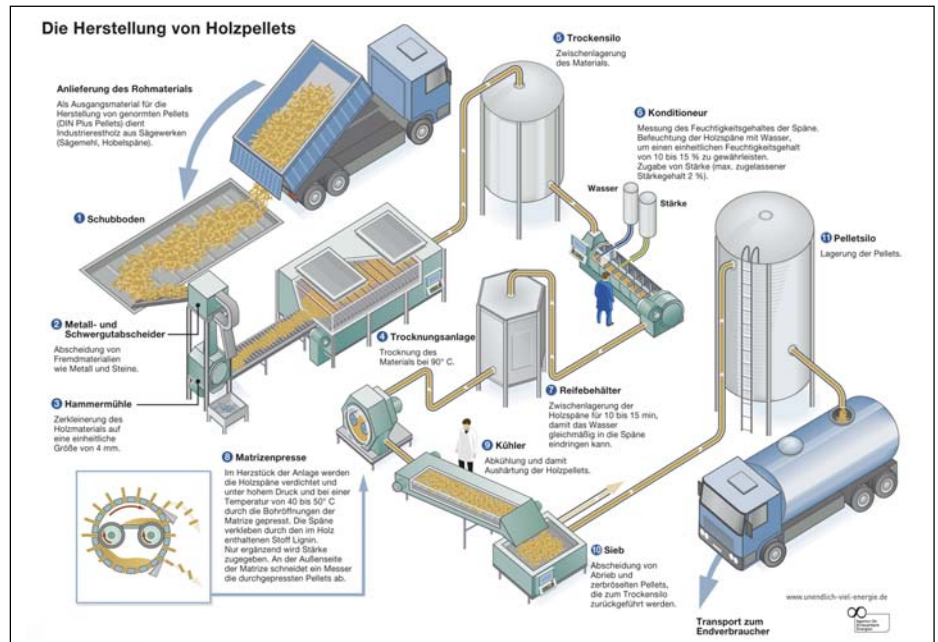 Die Herstellung von Holzpellets
Anlieferung des Rohmaterials
Als Ausgangsmaterial für die
Herstellung von genormten Pellets
(DIN Plus Pellets) dient
Industrierestholz aus Sägewerken
(Sägemehl, Hobelspäne).
1 Schubboden
2 Metall- und
Schwergutabscheider
Abscheidung von
Fremdmaterialien
wie Metall und Steine.
3 Hammermühle
Zerkleinerung des
Holzmaterials auf
eine einheitliche
Größe von 4 mm.
4 Trocknungsanlage
Trocknung des
Materials bei 90° C.
5 Trockensilo
Zwischenlagerung
des Materials.
6 Konditioneur
Messung des Feuchtigkeitsgehaltes der Späne.
Befeuchtung der Holzspäne mit Wasser,
um einen einheitlichen Feuchtigkeitsgehalt
von 10 bis 15 % zu gewährleisten.
Zugabe von Stärke (max. zugelassener
Stärkegehalt 2 %).
Wasser
Stärke
7 Reifebehälter
Zwischenlagerung der
Holzspäne für 10 bis 15 min,
damit das Wasser
gleichmäßig in die Späne
eindringen kann.
8 Matrizenpresse
Im Herzstück der Anlage werden
die Holzspäne verdichtet und
unter hohem Druck und bei einer
Temperatur von 40 bis 50° C
durch die Bohröffnungen der
Matrize gepresst. Die Späne
verkleben durch den im Holz
enthaltenen Stoff Lignin.
Nur ergänzend wird Stärke
zugegeben. An der Außenseite
der Matrize schneidet ein Messer
die durchgepressten Pellets ab.
9 Kühler
Abkühlung und damit
Aushärtung der Holzpellets.
10 Sieb
Abscheidung von
Abrieb und
zerbröselten Pellets,
die zum Trockensilo
zurückgeführt werden.
11 Pelletsilo
Lagerung der Pellets.
Transport zum
Endverbraucher
www.unendlich-viel-energie.de